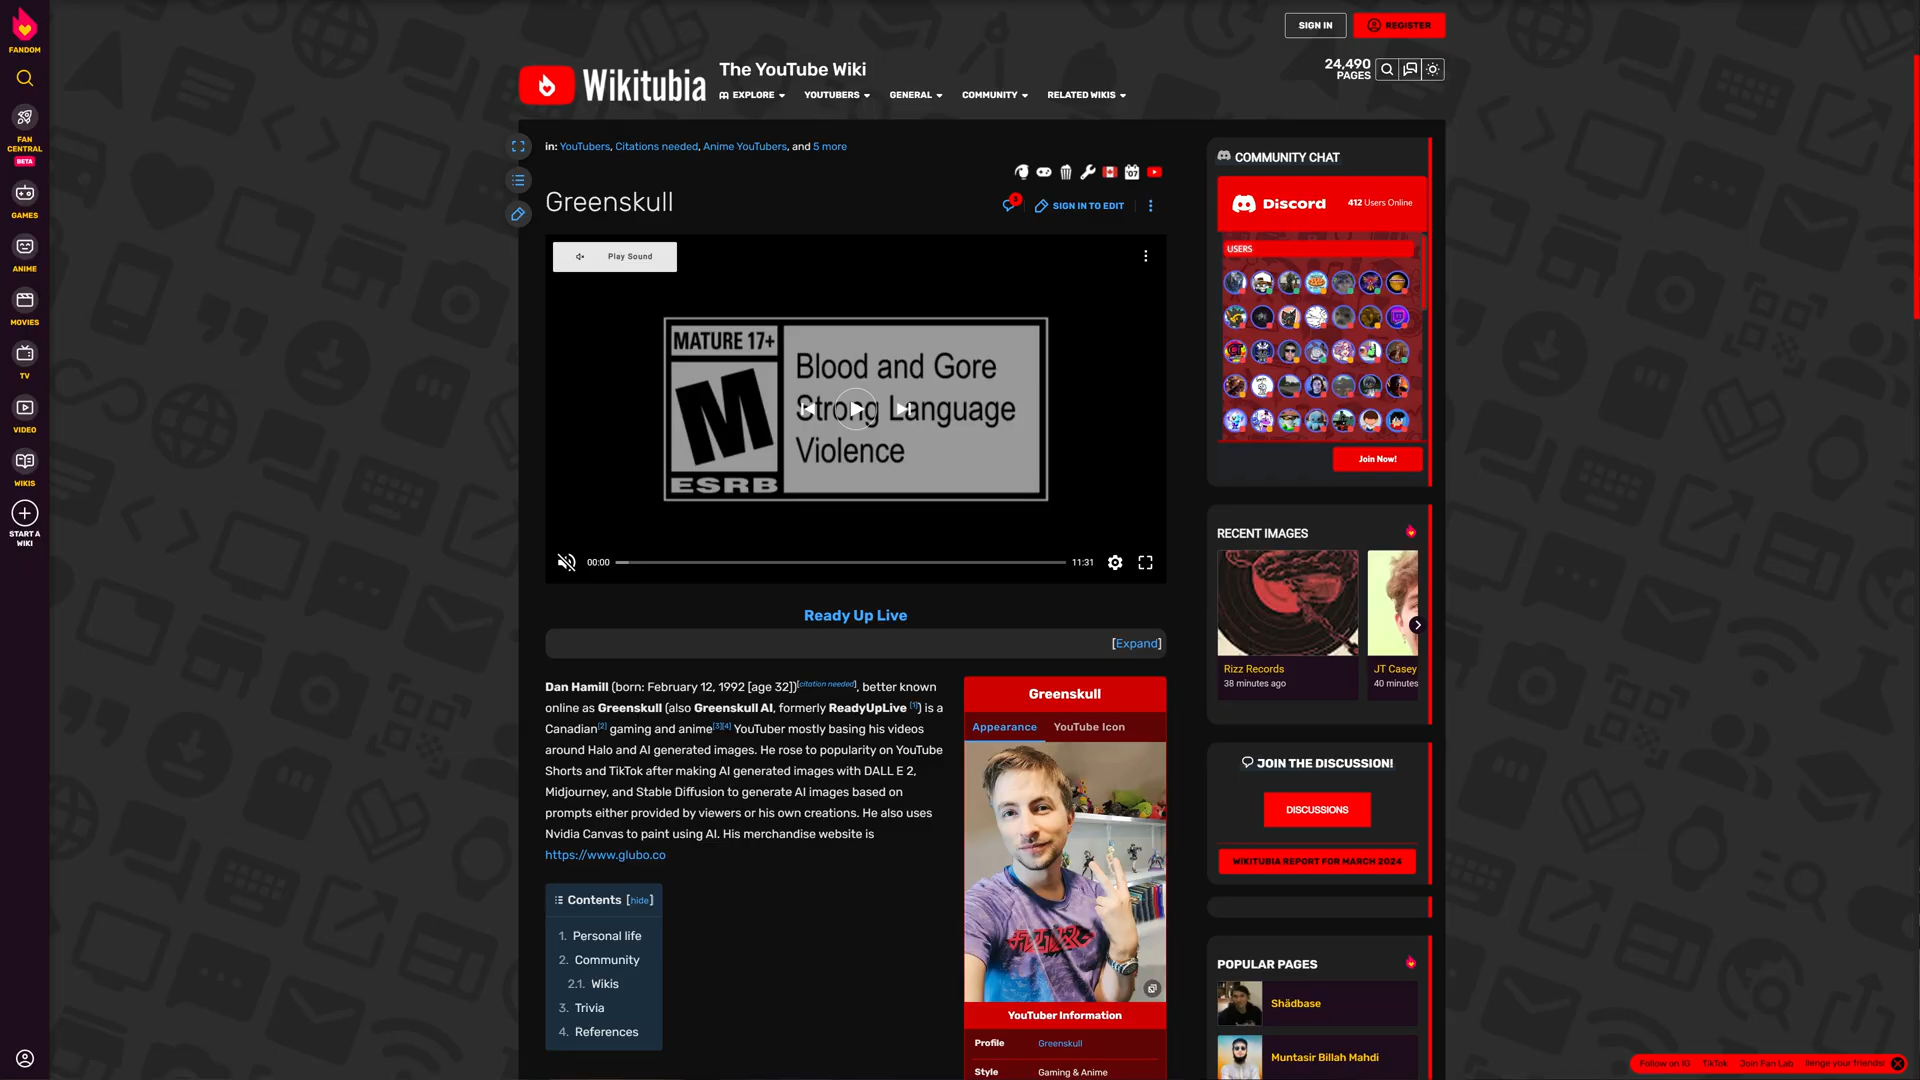 FANDOM
FAN CENTRAL
BETA
GAMES
ANIME
MOVIES
TV
VIDEO
WIKIS
START A WIKI
SIGN IN
REGISTER
Wikitubia
The YouTube Wiki
24,490
PAGES
EXPLORE
YOUTUBERS
GENERAL
COMMUNITY
RELATED WIKIS
in: YouTubers, Citations needed, Anime YouTubers, and 5 more
'07
Greenskull
3
SIGN IN TO EDIT
Play Sound
MATURE 17+
M
ESRB
Blood and Gore
Strong Language
Violence
00:00
11:31
Ready Up Live
[Expand]
Dan Hamill (born: February 12, 1992 [age 32])[citation needed], better known
online as Greenskull (also Greenskull AI, formerly ReadyUpLive [1]) is a
Canadian[2] gaming and anime[3][4] YouTuber mostly basing his videos
around Halo and AI generated images. He rose to popularity on YouTube
Shorts and TikTok after making AI generated images with DALL E 2,
Midjourney, and Stable Diffusion to generate AI images based on
prompts either provided by viewers or his own creations. He also uses
Nvidia Canvas to paint using AI. His merchandise website is
https://www.glubo.co
Contents [hide]
1. Personal life
2. Community
2.1. Wikis
3. Trivia
4. References
Greenskull
Appearance
YouTube Icon
YouTuber Information
Profile
Greenskull
Style
Gaming & Anime
COMMUNITY CHAT
Discord
412 Users Online
USERS
Join Now!
RECENT IMAGES
Rizz Records
38 minutes ago
JT Casey
40 minutes
JOIN THE DISCUSSION!
DISCUSSIONS
WIKITUBIA REPORT FOR MARCH 2024
POPULAR PAGES
Shädbase
Muntasir Billah Mahdi
Follow on IG
TikTok
Join Fan Lab
llenge your friends!